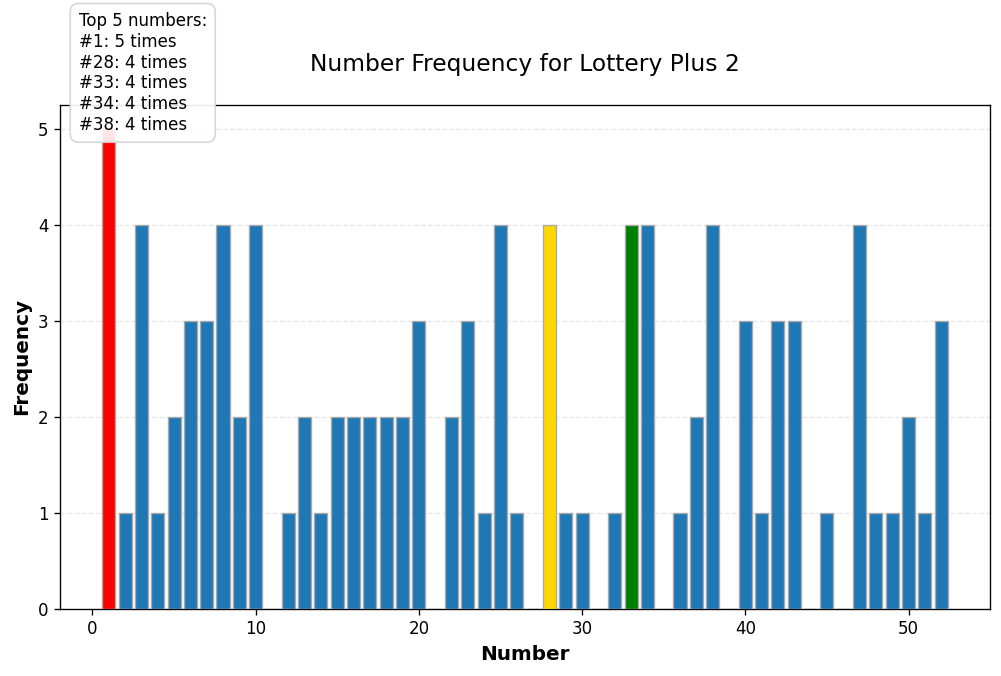 Top 5 numbers:
#1: 5 times
#28: 4 times
#33: 4 times
#34: 4 times
#38: 4 times
Number Frequency for Lottery Plus 2
Frequency
5
4
3
2
1
0
0 10 20 30 40 50
Number